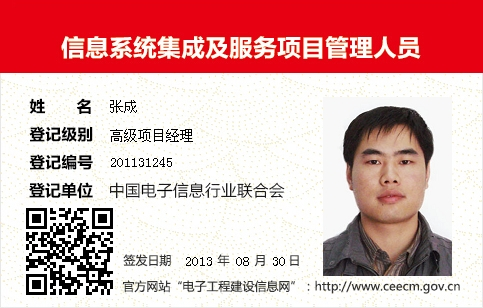 信息系统集成及服务项目管理人员
姓 名 张成
登记级别 高级项目经理
登记编号 201131245
登记单位 中国电子信息行业联合会
签发日期 2013 年 08 月 30 日
官方网站“电子工程建设信息网”：http://www.ceecm.gov.cn